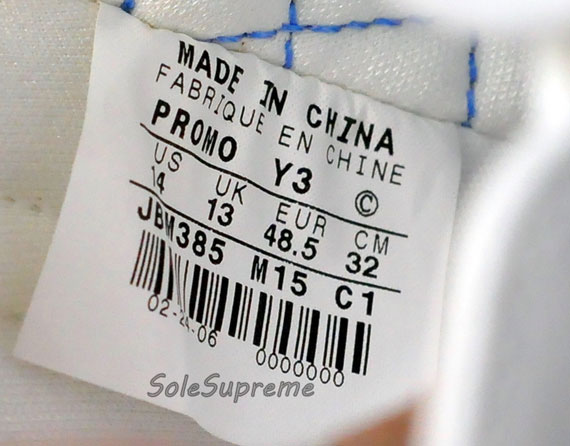 MADE IN CHINA
FABRIQUE EN CHINE
PROMO Y3 ©
US UK EUR CM
14 13 48.5 32
JBM385 M15 C1
02-24-06 0000000
SoleSupreme